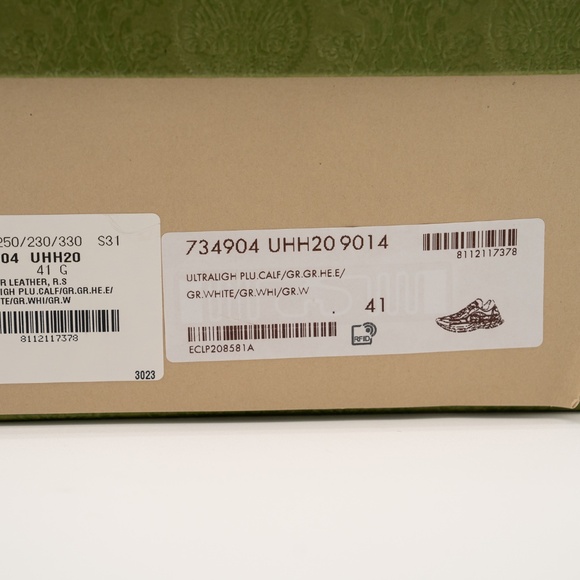 250/230/330 S31
04 UHH20
41 G
R LEATHER, R.S
IGH PLU.CALF/GR.GR.HE.E/
TE/GR.WHI/GR.W
8112117378
3023
734904 UHH20 9014
8112117378
ULTRALIGH PLU.CALF/GR.GR.HE.E/
GR.WHITE/GR.WHI/GR.W
. 41
ECLP208581A
RFID